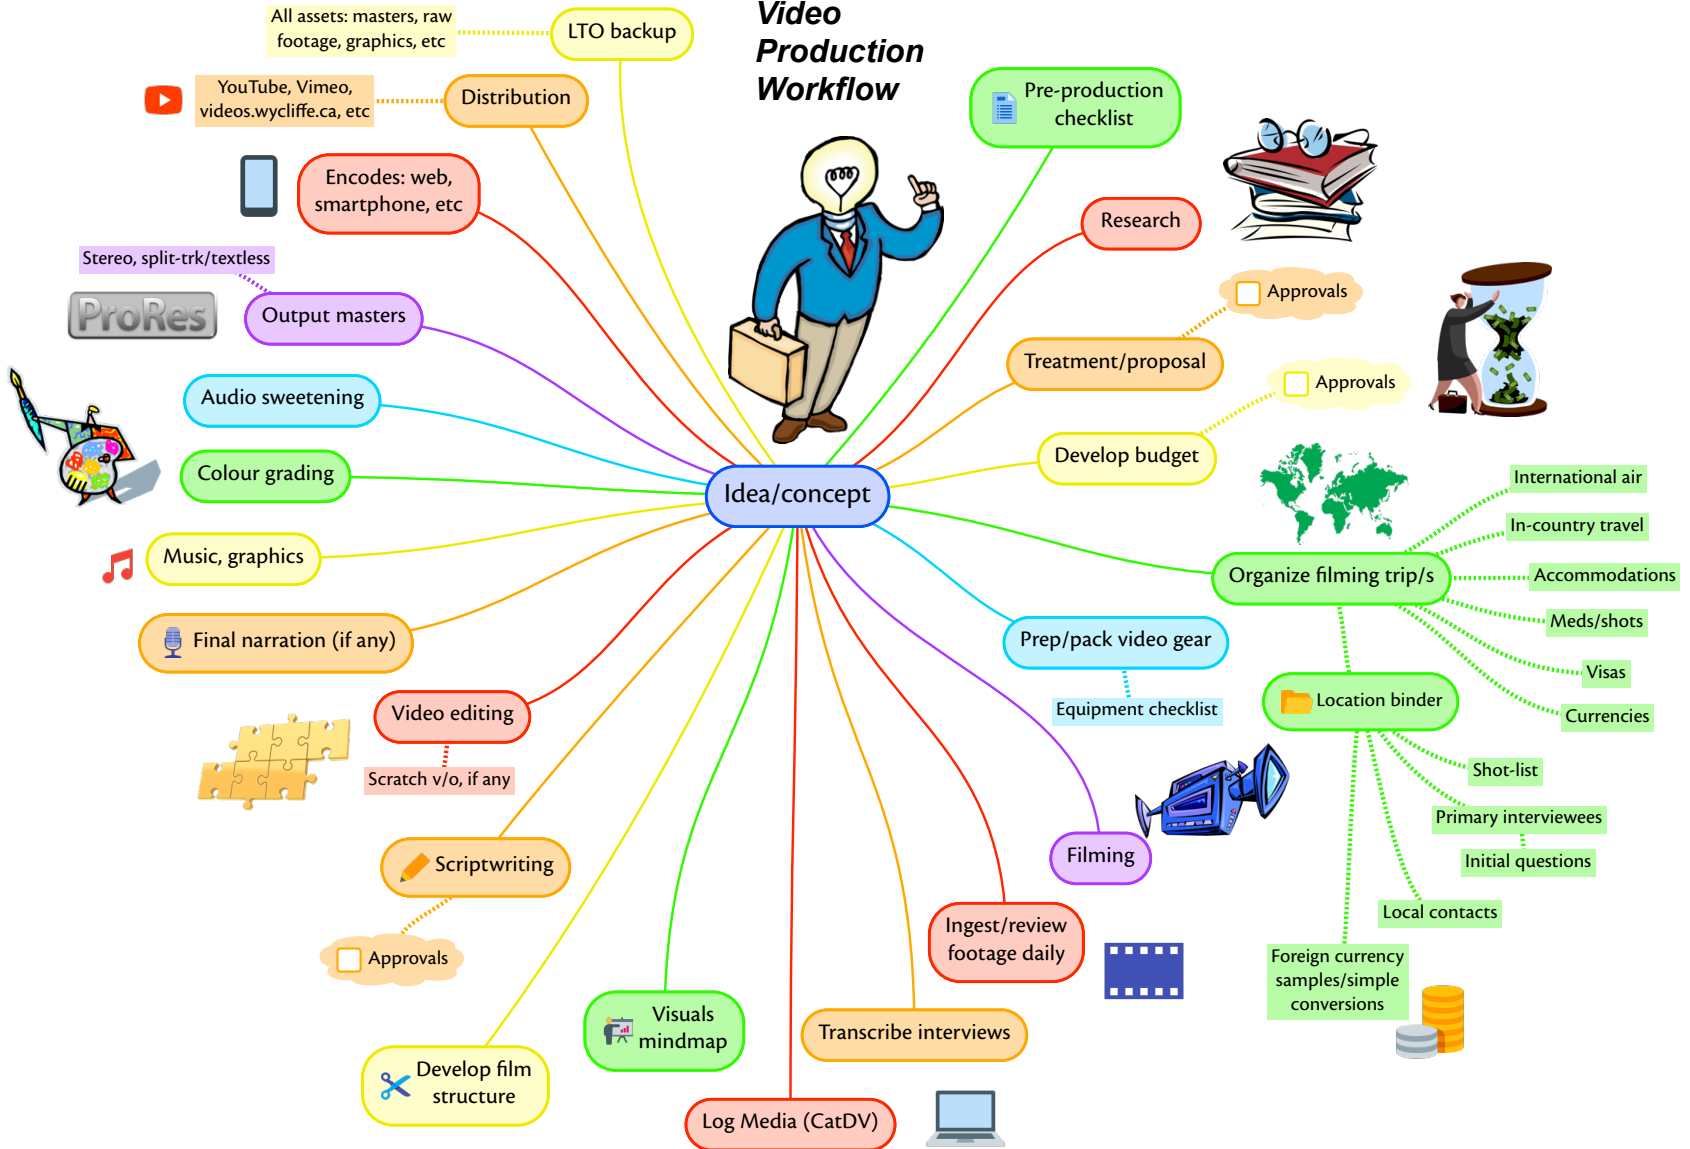 Video
Production
Workflow
Idea/concept
Pre-production
checklist
Research
Treatment/proposal
Approvals
Develop budget
Approvals
Organize filming trip/s
International air
In-country travel
Accommodations
Meds/shots
Visas
Currencies
Location binder
Shot-list
Primary interviewees
Initial questions
Local contacts
Foreign currency
samples/simple
conversions
Prep/pack video gear
Equipment checklist
Filming
Ingest/review
footage daily
Transcribe interviews
Log Media (CatDV)
Visuals
mindmap
Develop film
structure
Scriptwriting
Approvals
Video editing
Scratch v/o, if any
Final narration (if any)
Music, graphics
Colour grading
Audio sweetening
Output masters
Stereo, split-trk/textless
ProRes
Encodes: web,
smartphone, etc
Distribution
YouTube, Vimeo,
videos.wycliffe.ca, etc
LTO backup
All assets: masters, raw
footage, graphics, etc